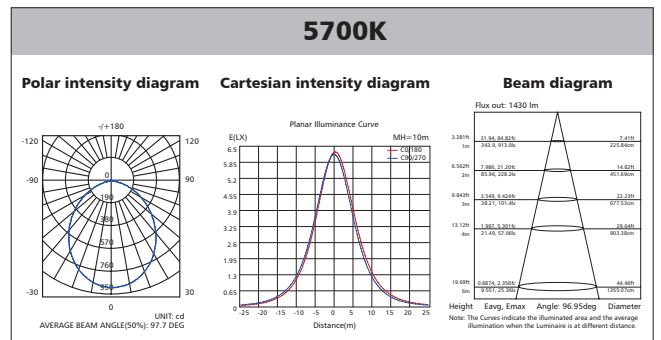 5700K
Polar intensity diagram
-/+180
-120
120
-90
90
0
190
380
570
760
950
-30
30
0
UNIT: cd
AVERAGE BEAM ANGLE(50%): 97.7 DEG
Cartesian intensity diagram
Planar Illuminance Curve
E(LX)
MH=10m
C0/180
C90/270
6.5
5.85
5.2
4.55
3.9
3.25
2.6
1.95
1.3
0.65
0
-25 -20 -15 -10 -5 0 5 10 15 20 25
Distance(m)
Beam diagram
Flux out: 1430 lm
3.281ft 31.94, 84.82fc 7.41ft
1m 343.9, 913.0lx 225.84cm
6.562ft 7.986, 21.20fc 14.82ft
2m 85.96, 228.2lx 451.69cm
9.843ft 3.549, 9.424fc 22.23ft
3m 38.21, 101.4lx 677.53cm
13.12ft 1.997, 5.301fc 29.64ft
4m 21.49, 57.06lx 903.38cm
19.69ft 0.8874, 2.356fc 44.46ft
6m 9.551, 25.36lx 1355.07cm
Height Eavg, Emax Angle: 96.95deg Diameter
Note: The Curves indicate the illuminated area and the average
illumination when the Luminaire is at different distance.